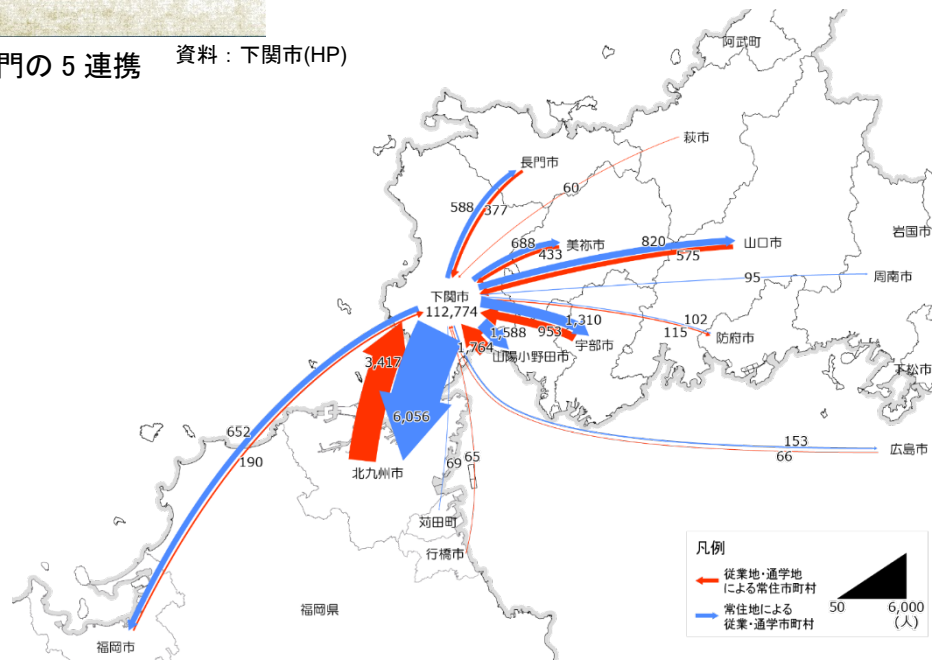 門の 5 連携
資料：下関市(HP)
阿武町
萩市
長門市
60
588
377
岩国市
688
美祢市
433
820
山口市
575
周南市
95
下関市
112,774
102
115
防府市
1,310
953
宇部市
1,588
1,764
山陽小野田市
下松市
3,417
6,056
北九州市
652
190
153
66
広島市
69
65
苅田町
行橋市
福岡県
福岡市
凡例
従業地・通学地
による常住市町村
常住地による
従業・通学市町村
50
6,000
(人)